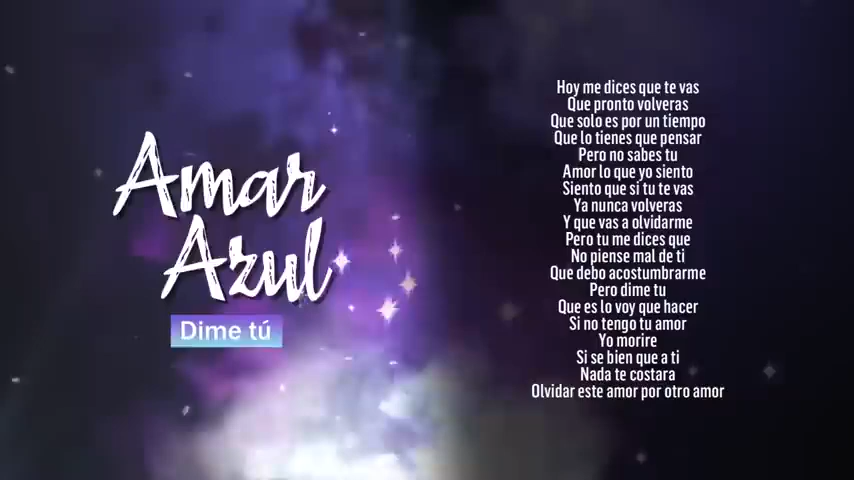 Amar
Azul
Dime tú
Hoy me dices que te vas
Que pronto volveras
Que solo es por un tiempo
Que lo tienes que pensar
Pero no sabes tu
Amor lo que yo siento
Siento que si tu te vas
Ya nunca volveras
Y que vas a olvidarme
Pero tu me dices que
No piense mal de ti
Que debo acostumbrarme
Pero dime tu
Que es lo voy que hacer
Si no tengo tu amor
Yo morire
Si se bien que a ti
Nada te costara
Olvidar este amor por otro amor